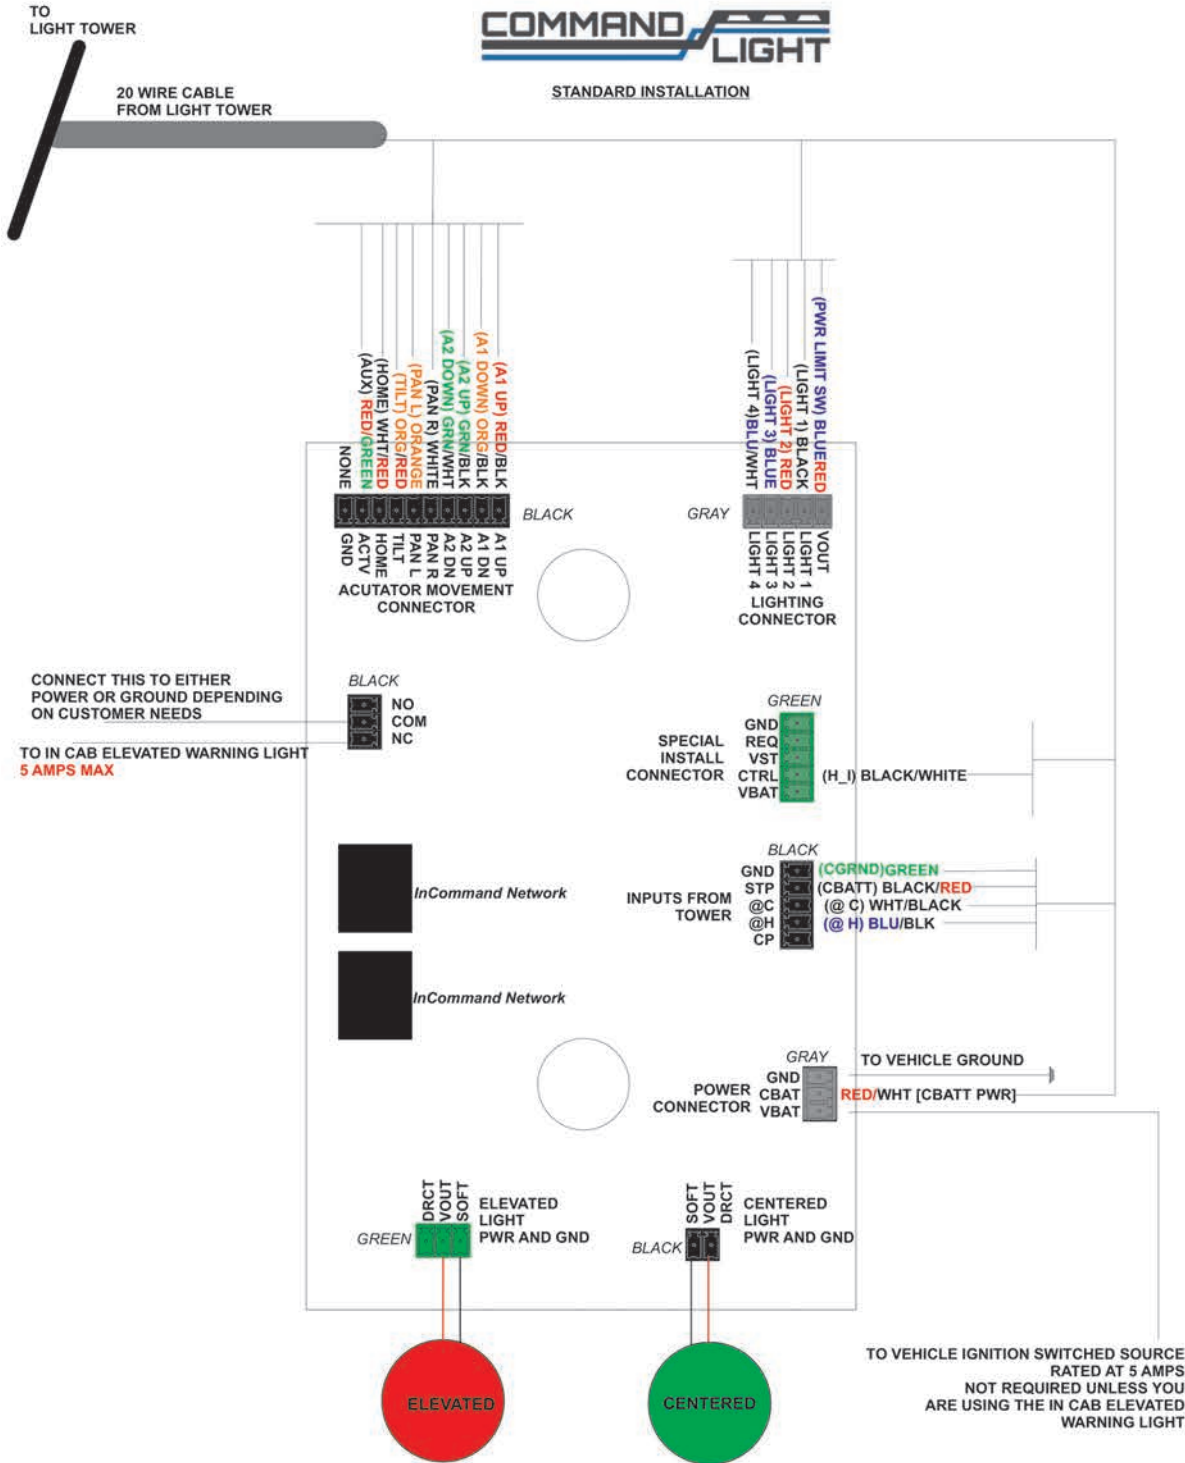 TO
LIGHT TOWER
COMMAND
LIGHT
STANDARD INSTALLATION
20 WIRE CABLE
FROM LIGHT TOWER
NONE
(AUX) RED/GREEN
(HOME) WHT/RED
(TILT) ORG/RED
(PAN L) ORANGE
(PAN R) WHITE
(A2 DOWN) GRN/WHT
(A2 UP) GRN/BLK
(A1 DOWN) ORG/BLK
(A1 UP) RED/BLK
BLACK
GND
ACTV
HOME
TILT
PAN L
PAN R
A2 DN
A2 UP
A1 DN
A1 UP
ACUTATOR MOVEMENT
CONNECTOR
(LIGHT 4)BLU/WHT
(LIGHT 3) BLUE
(LIGHT 2) RED
(LIGHT 1) BLACK
(PWR LIMIT SW) BLUERED
GRAY
LIGHT 4
LIGHT 3
LIGHT 2
LIGHT 1
VOUT
LIGHTING
CONNECTOR
CONNECT THIS TO EITHER
POWER OR GROUND DEPENDING
ON CUSTOMER NEEDS
TO IN CAB ELEVATED WARNING LIGHT
5 AMPS MAX
BLACK
NO
COM
NC
GREEN
SPECIAL
INSTALL
CONNECTOR
GND
REQ
VST
CTRL
VBAT
(H_I) BLACK/WHITE
BLACK
INPUTS FROM
TOWER
GND
STP
@C
@H
CP
(CGRND)GREEN
(CBATT) BLACK/RED
(@ C) WHT/BLACK
(@ H) BLU/BLK
InCommand Network
InCommand Network
GRAY
POWER
CONNECTOR
GND
CBAT
VBAT
TO VEHICLE GROUND
RED/WHT [CBATT PWR]
DRCT
VOUT
SOFT
GREEN
ELEVATED
LIGHT
PWR AND GND
SOFT
VOUT
DRCT
BLACK
CENTERED
LIGHT
PWR AND GND
ELEVATED
CENTERED
TO VEHICLE IGNITION SWITCHED SOURCE
RATED AT 5 AMPS
NOT REQUIRED UNLESS YOU
ARE USING THE IN CAB ELEVATED
WARNING LIGHT